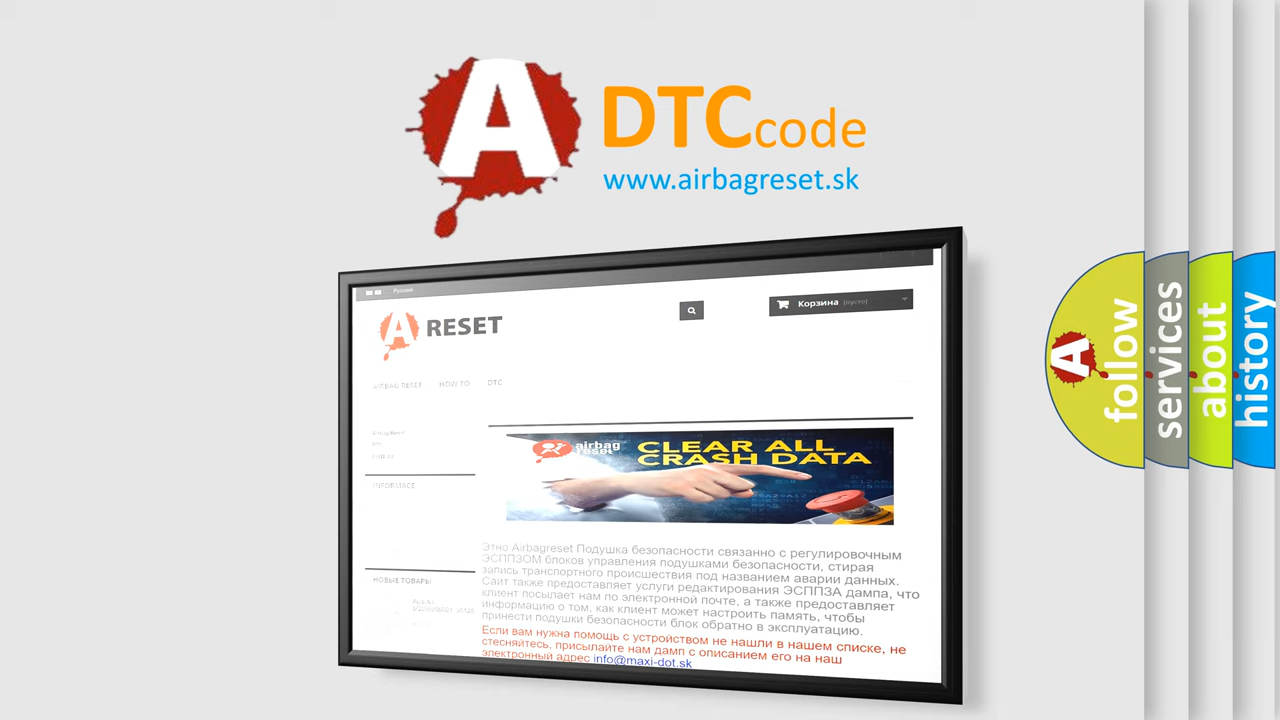 A
DTCcode
www.airbagreset.sk
Русский
A RESET
Корзина (пусто)
AIRBAG RESET HOW TO DTC
Airbag Reset
DTC
INFORMACE
airbag
reset
CLEAR ALL
CRASH DATA
Этно Airbagreset Подушка безопасности связанно с регулировочным
ЭСППЗОМ блоков управления подушками безопасности, стирая
запись транспортного происшествия под названием аварии данных.
Сайт также предоставляет услуги редактирования ЭСППЗА дампа, что
клиент посылает нам по электронной почте, а также предоставляет
информацию о том, как клиент может настроить память, чтобы
принести подушки безопасности блок обратно в эксплуатацию.
Если вам нужна помощь с устройством не нашли в нашем списке, не
стесняйтесь, присылайте нам дамп с описанием его на наш
электронный адрес info@maxi-dot.sk
НОВЫЕ ТОВАРЫ
A
follow
services
about
history